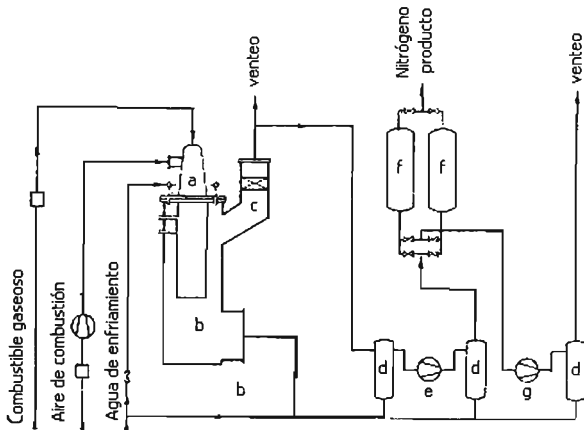 venteo
Nitrógeno
producto
venteo
Combustible gaseoso
Aire de combustión
Agua de enfriamiento
a
c
b
b
f
f
d
e
d
g
d